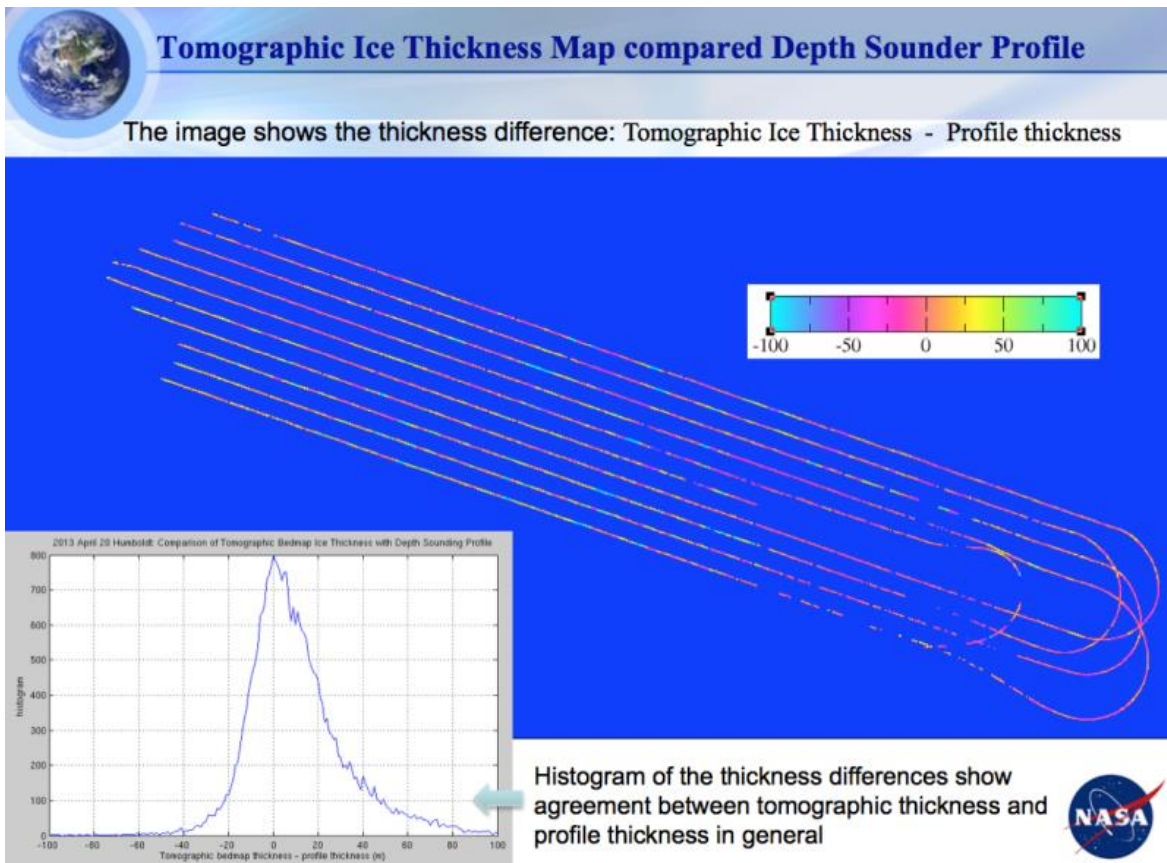 Tomographic Ice Thickness Map compared Depth Sounder Profile
The image shows the thickness difference: Tomographic Ice Thickness - Profile thickness
-100 -50 0 50 100
2013 April 20 Humboldt: Comparison of Tomographic Bedmap Ice Thickness with Depth Sounding Profile
800
700
600
500
400
300
200
100
0
histogram
-100 -80 -60 -40 -20 0 20 40 60 80 100
Tomographic bedmap thickness - profile thickness (m)
Histogram of the thickness differences show
agreement between tomographic thickness and
profile thickness in general
NASA